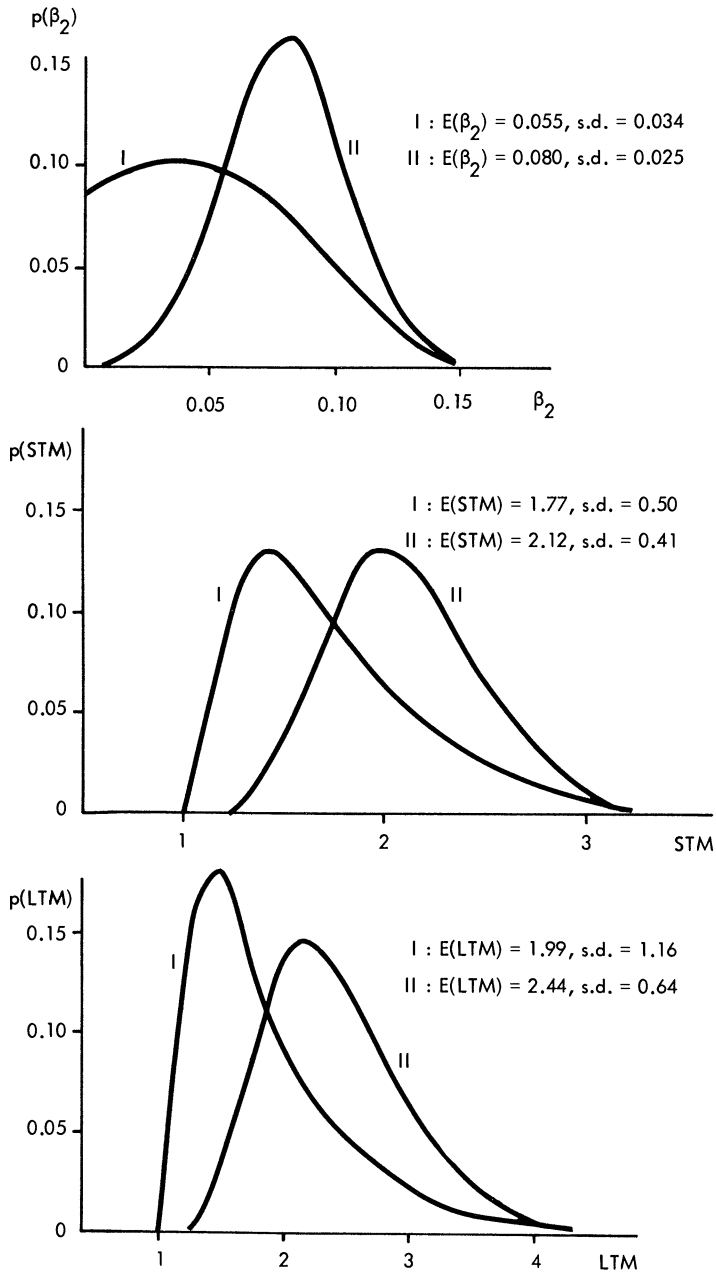 p(β2)
0.15
I : E(β2) = 0.055, s.d. = 0.034
I
II
II : E(β2) = 0.080, s.d. = 0.025
0.10
0.05
0
0.05 0.10 0.15 β2
p(STM)
0.15
I : E(STM) = 1.77, s.d. = 0.50
II : E(STM) = 2.12, s.d. = 0.41
I
II
0.10
0.05
0
1 2 3 STM
p(LTM)
0.15
I : E(LTM) = 1.99, s.d. = 1.16
I
II : E(LTM) = 2.44, s.d. = 0.64
0.10
II
0.05
0
1 2 3 4 LTM